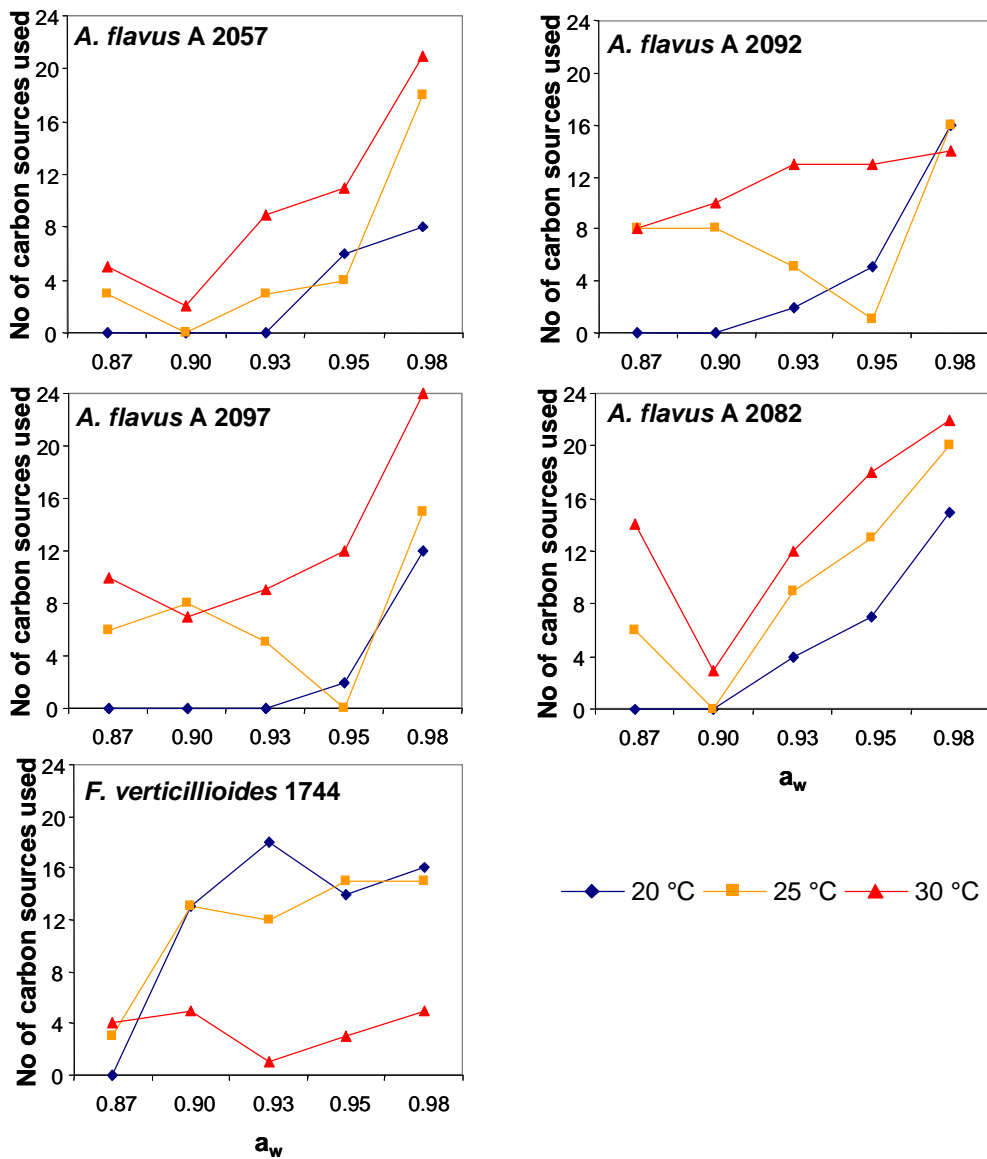 A. flavus A 2057
No of carbon sources used
24
20
16
12
8
4
0
0.87 0.90 0.93 0.95 0.98
A. flavus A 2092
No of carbon sources used
24
20
16
12
8
4
0
0.87 0.90 0.93 0.95 0.98
A. flavus A 2097
No of carbon sources used
24
20
16
12
8
4
0
0.87 0.90 0.93 0.95 0.98
A. flavus A 2082
No of carbon sources used
24
20
16
12
8
4
0
0.87 0.90 0.93 0.95 0.98
aw
F. verticillioides 1744
No of carbon sources used
24
20
16
12
8
4
0
0.87 0.90 0.93 0.95 0.98
aw
20 °C 25 °C 30 °C